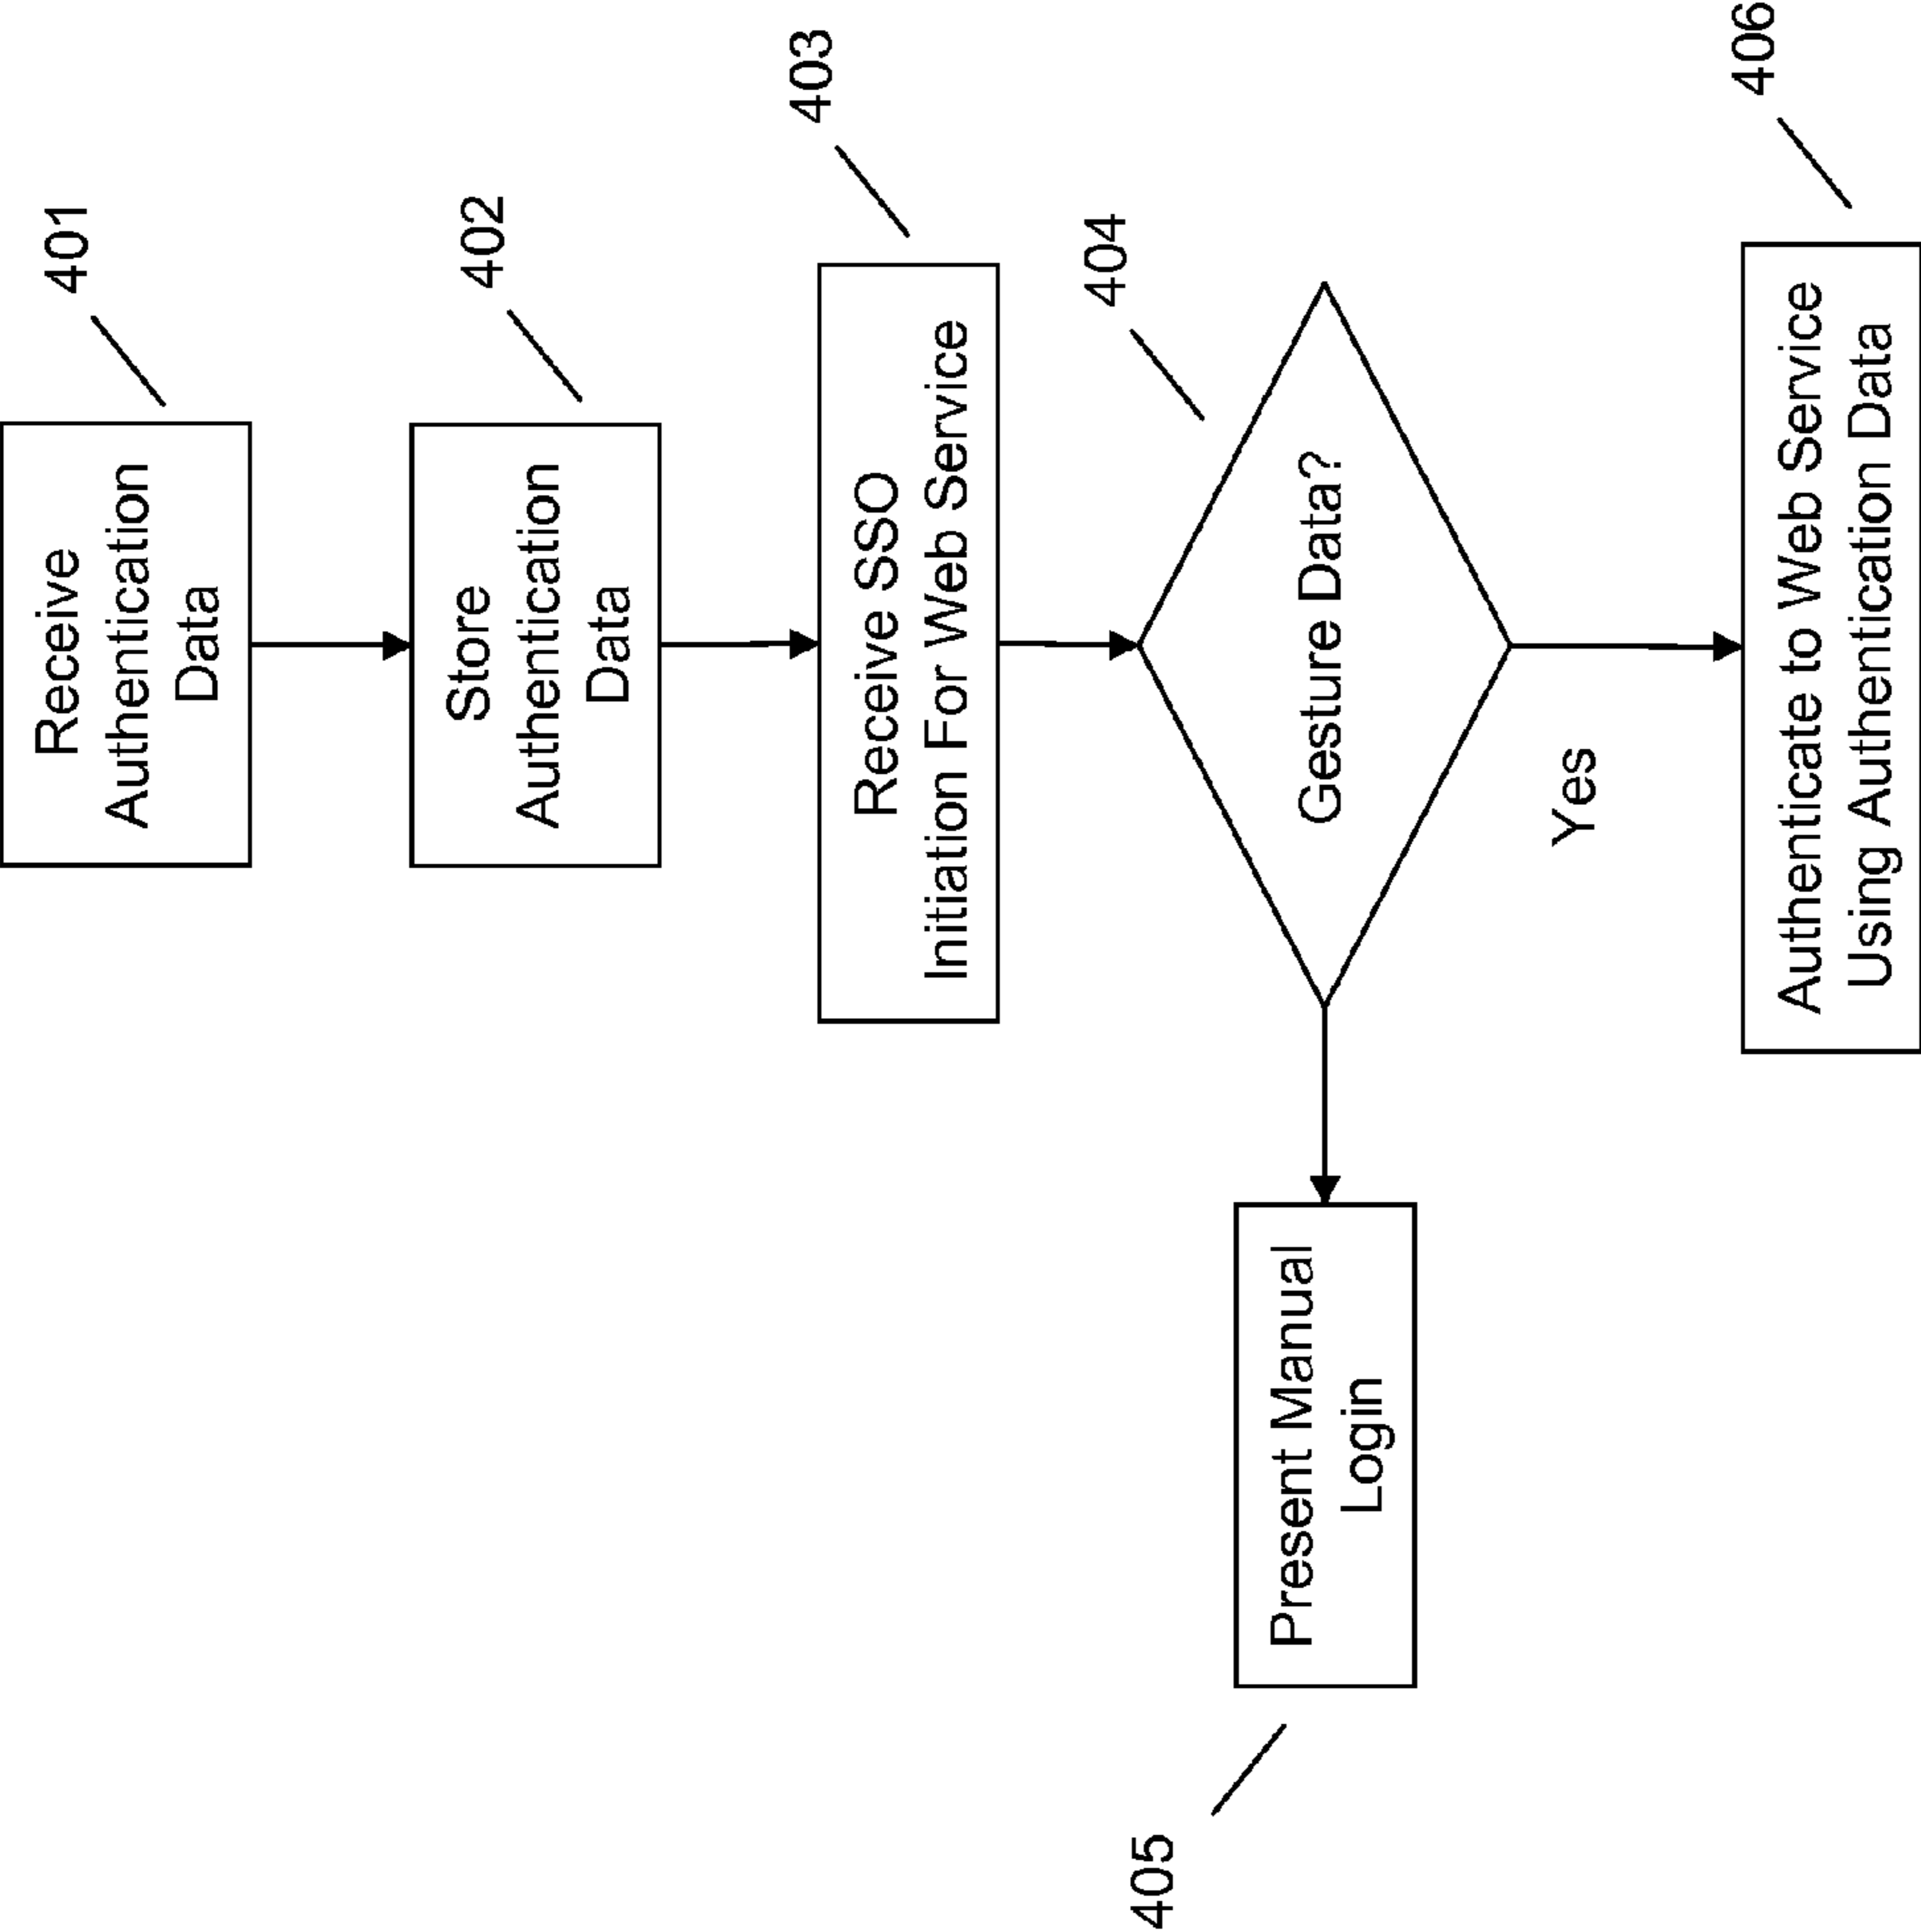 401
Receive
Authentication
Data
402
Store
Authentication
Data
403
Receive SSO
Initiation For Web Service
404
Gesture Data?
Yes
405
Present Manual
Login
406
Authenticate to Web Service
Using Authentication Data